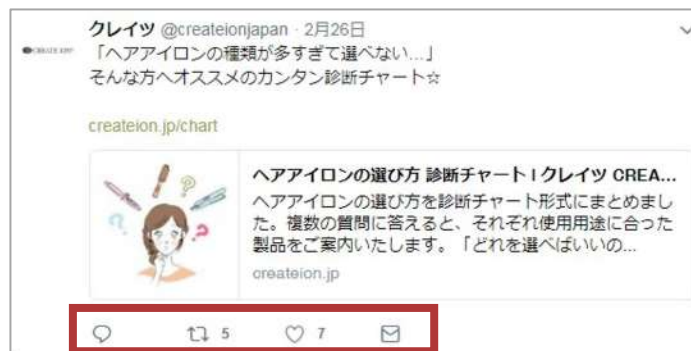 クレイツ @createionjapan · 2月26日
「ヘアアイロンの種類が多すぎて選べない...」
そんな方へオススメのカンタン診断チャート☆
createion.jp/chart
ヘアアイロンの選び方 診断チャート | クレイツ CREA...
ヘアアイロンの選び方を診断チャート形式にまとめまし
た。複数の質問に答えると、それぞれ使用用途に合った
製品をご案内いたします。「どれを選べばいいの...
createion.jp
5 7